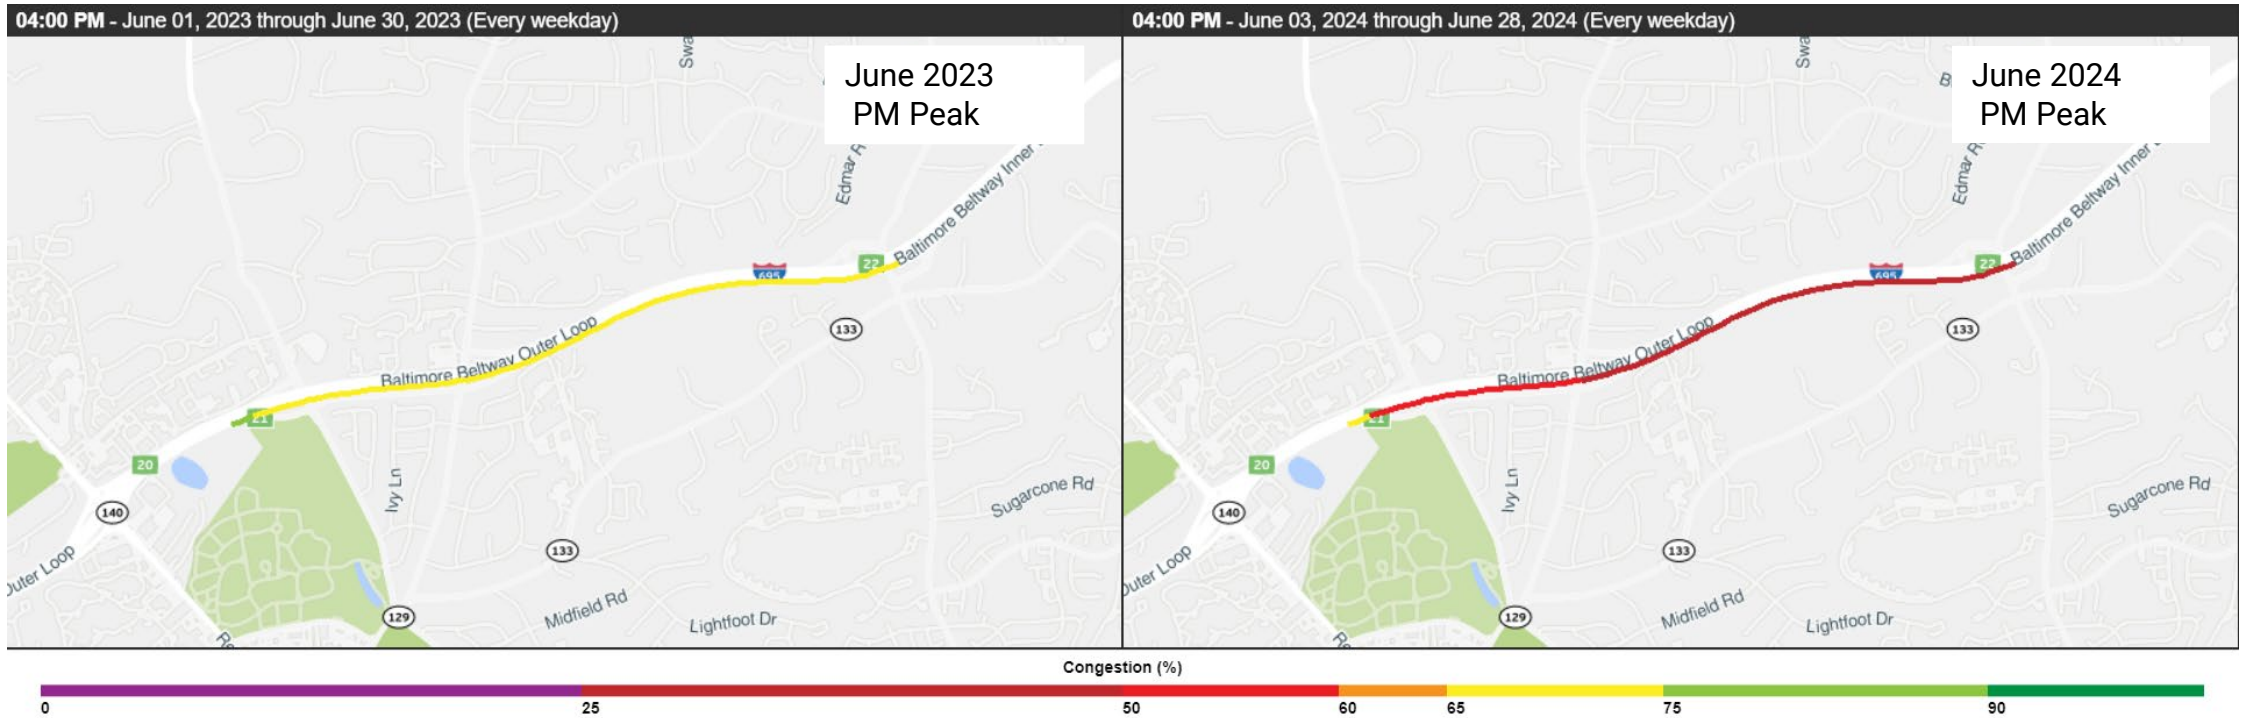 04:00 PM - June 01, 2023 through June 30, 2023 (Every weekday)
June 2023
PM Peak
Swa
Edmar R
Baltimore Beltway Inner
22
695
133
Baltimore Beltway Outer Loop
21
20
140
Ivy Ln
Sugarcone Rd
Outer Loop
133
129
Midfield Rd
Lightfoot Dr
Re
04:00 PM - June 03, 2024 through June 28, 2024 (Every weekday)
June 2024
PM Peak
Swa
B
Edmar R
Baltimore Beltway Inner
22
695
133
Baltimore Beltway Outer Loop
21
20
140
Ivy Ln
Sugarcone Rd
Outer Loop
133
129
Midfield Rd
Lightfoot Dr
Re
Congestion (%)
0 25 50 60 65 75 90